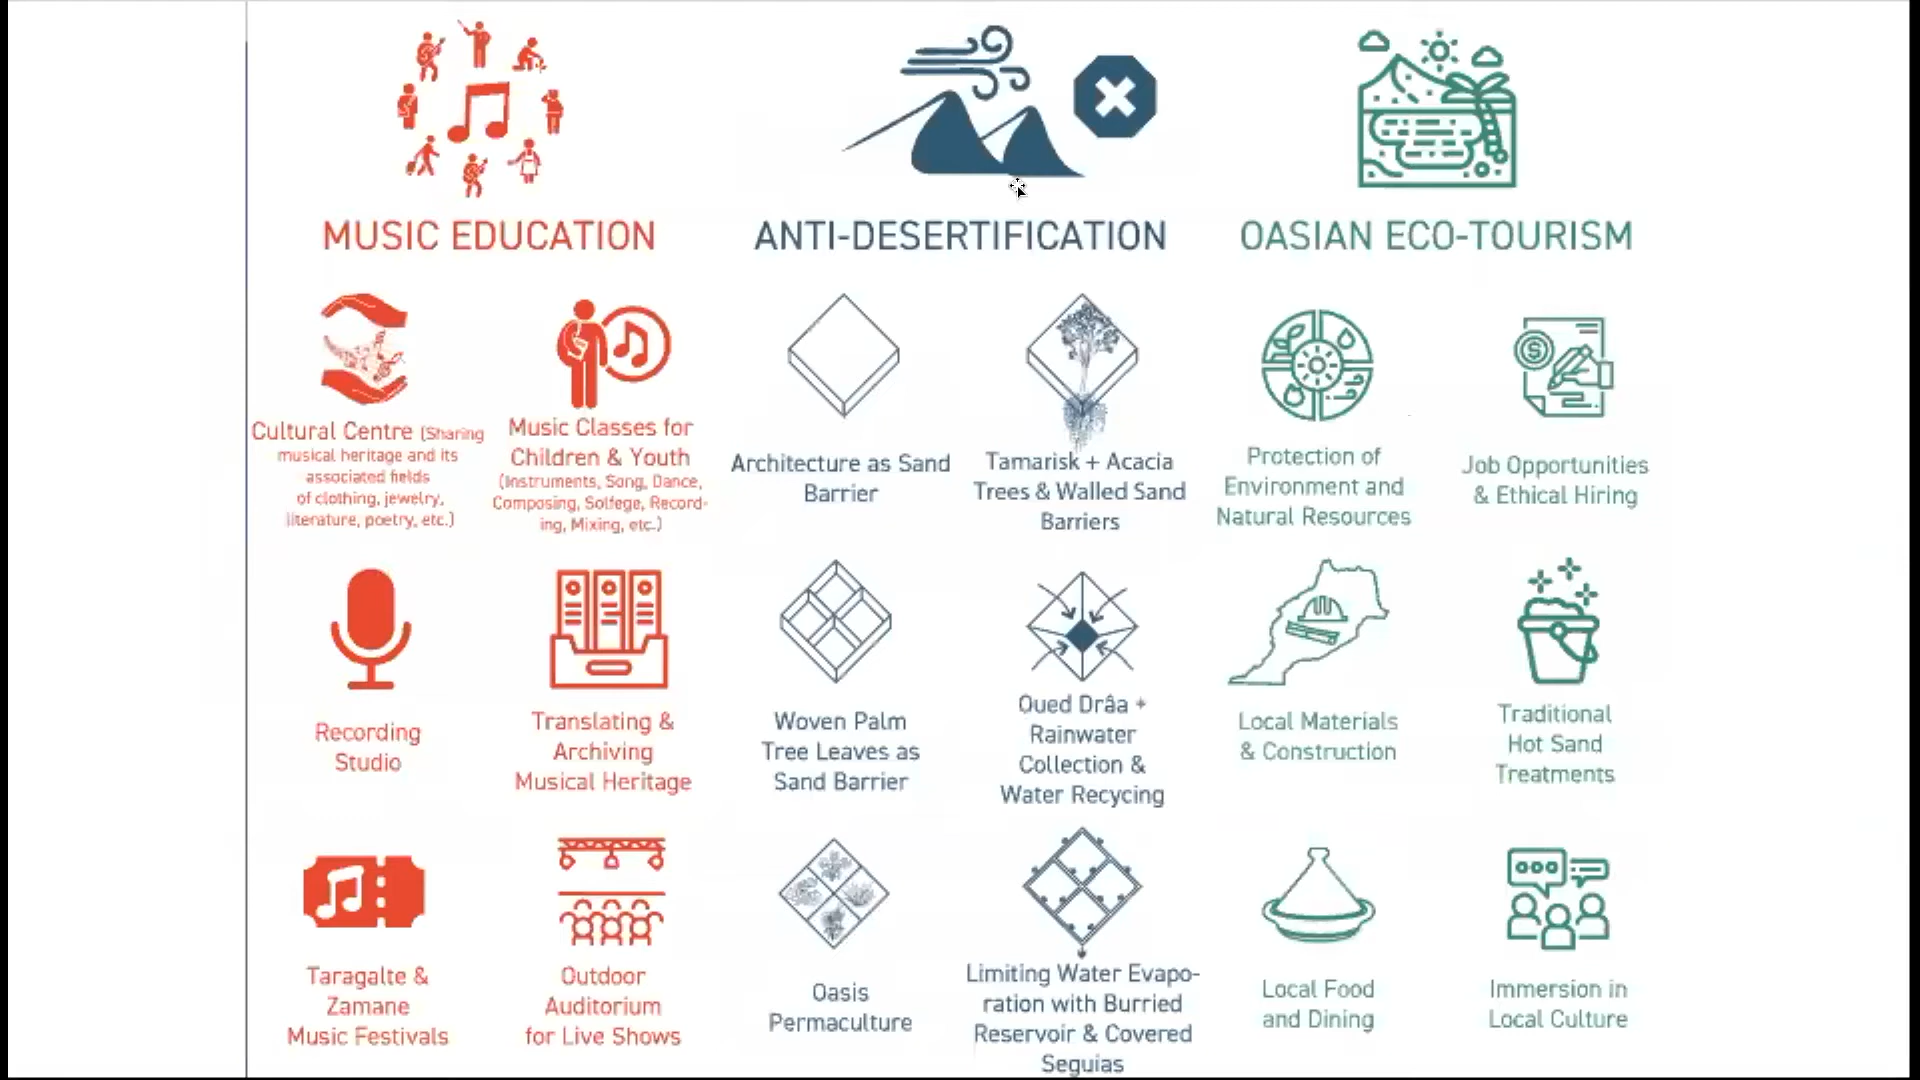 MUSIC EDUCATION
ANTI-DESERTIFICATION
OASIAN ECO-TOURISM
Cultural Centre (Sharing
musical heritage and its
associated fields
of clothing, jewelry,
literature, poetry, etc.)
Music Classes for
Children & Youth
(Instruments, Song, Dance,
Composing, Solfege, Record-
ing, Mixing, etc.)
Architecture as Sand
Barrier
Tamarisk + Acacia
Trees & Walled Sand
Barriers
Protection of
Environment and
Natural Resources
Job Opportunities
& Ethical Hiring
Recording
Studio
Translating &
Archiving
Musical Heritage
Woven Palm
Tree Leaves as
Sand Barrier
Oued Drâa +
Rainwater
Collection &
Water Recycing
Local Materials
& Construction
Traditional
Hot Sand
Treatments
Taragalte &
Zamane
Music Festivals
Outdoor
Auditorium
for Live Shows
Oasis
Permaculture
Limiting Water Evapo-
ration with Burried
Reservoir & Covered
Seguias
Local Food
and Dining
Immersion in
Local Culture